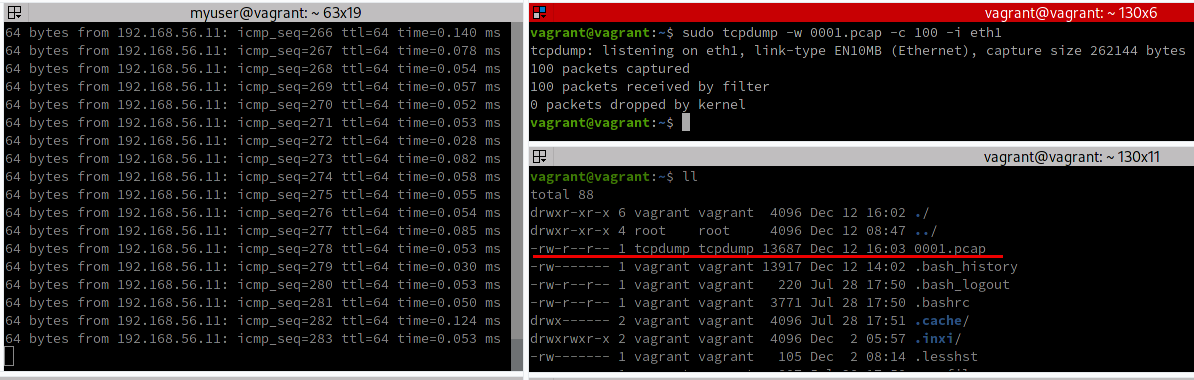 myuser@vagrant: ~ 63x19
64 bytes from 192.168.56.11: icmp_seq=266 ttl=64 time=0.140 ms
64 bytes from 192.168.56.11: icmp_seq=267 ttl=64 time=0.078 ms
64 bytes from 192.168.56.11: icmp_seq=268 ttl=64 time=0.054 ms
64 bytes from 192.168.56.11: icmp_seq=269 ttl=64 time=0.057 ms
64 bytes from 192.168.56.11: icmp_seq=270 ttl=64 time=0.052 ms
64 bytes from 192.168.56.11: icmp_seq=271 ttl=64 time=0.053 ms
64 bytes from 192.168.56.11: icmp_seq=272 ttl=64 time=0.028 ms
64 bytes from 192.168.56.11: icmp_seq=273 ttl=64 time=0.082 ms
64 bytes from 192.168.56.11: icmp_seq=274 ttl=64 time=0.058 ms
64 bytes from 192.168.56.11: icmp_seq=275 ttl=64 time=0.055 ms
64 bytes from 192.168.56.11: icmp_seq=276 ttl=64 time=0.054 ms
64 bytes from 192.168.56.11: icmp_seq=277 ttl=64 time=0.085 ms
64 bytes from 192.168.56.11: icmp_seq=278 ttl=64 time=0.053 ms
64 bytes from 192.168.56.11: icmp_seq=279 ttl=64 time=0.030 ms
64 bytes from 192.168.56.11: icmp_seq=280 ttl=64 time=0.053 ms
64 bytes from 192.168.56.11: icmp_seq=281 ttl=64 time=0.050 ms
64 bytes from 192.168.56.11: icmp_seq=282 ttl=64 time=0.124 ms
64 bytes from 192.168.56.11: icmp_seq=283 ttl=64 time=0.053 ms
vagrant@vagrant: ~ 130x6
vagrant@vagrant:~$ sudo tcpdump -w 0001.pcap -c 100 -i eth1
tcpdump: listening on eth1, link-type EN10MB (Ethernet), capture size 262144 bytes
100 packets captured
100 packets received by filter
0 packets dropped by kernel
vagrant@vagrant:~$
vagrant@vagrant: ~ 130x11
vagrant@vagrant:~$ ll
total 88
drwxr-xr-x 6 vagrant vagrant  4096 Dec 12 16:02 ./
drwxr-xr-x 4 root    root     4096 Dec 12 08:47 ../
-rw-r--r-- 1 tcpdump tcpdump 13687 Dec 12 16:03 0001.pcap
-rw------- 1 vagrant vagrant 13917 Dec 12 14:02 .bash_history
-rw-r--r-- 1 vagrant vagrant   220 Jul 28 17:50 .bash_logout
-rw-r--r-- 1 vagrant vagrant  3771 Jul 28 17:50 .bashrc
drwx------ 2 vagrant vagrant  4096 Jul 28 17:51 .cache/
drwxrwxr-x 2 vagrant vagrant  4096 Dec  2 05:57 .inxi/
-rw------- 1 vagrant vagrant   105 Dec  2 08:14 .lesshst